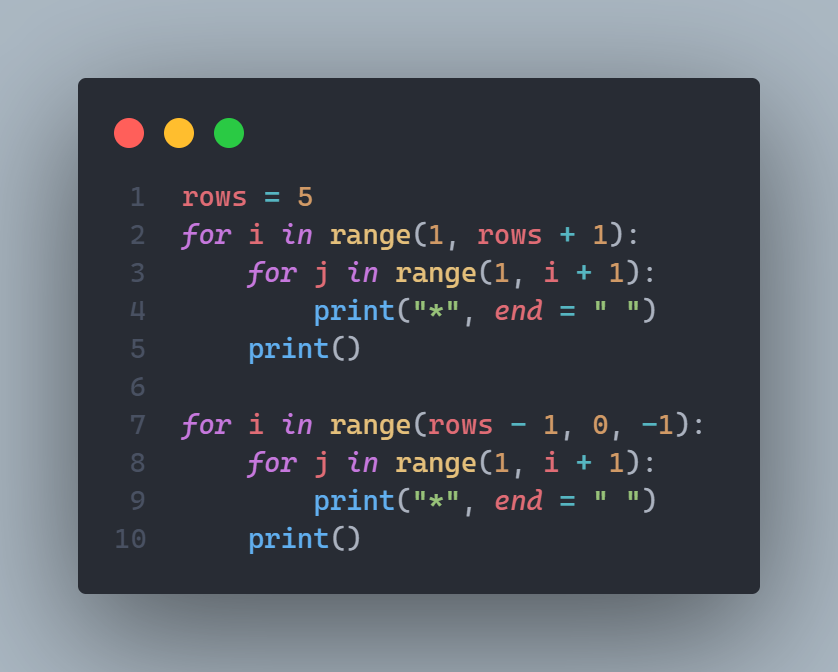 1 rows = 5
2 for i in range(1, rows + 1):
3     for j in range(1, i + 1):
4         print("*", end = " ")
5     print()
6
7 for i in range(rows - 1, 0, -1):
8     for j in range(1, i + 1):
9         print("*", end = " ")
10     print()